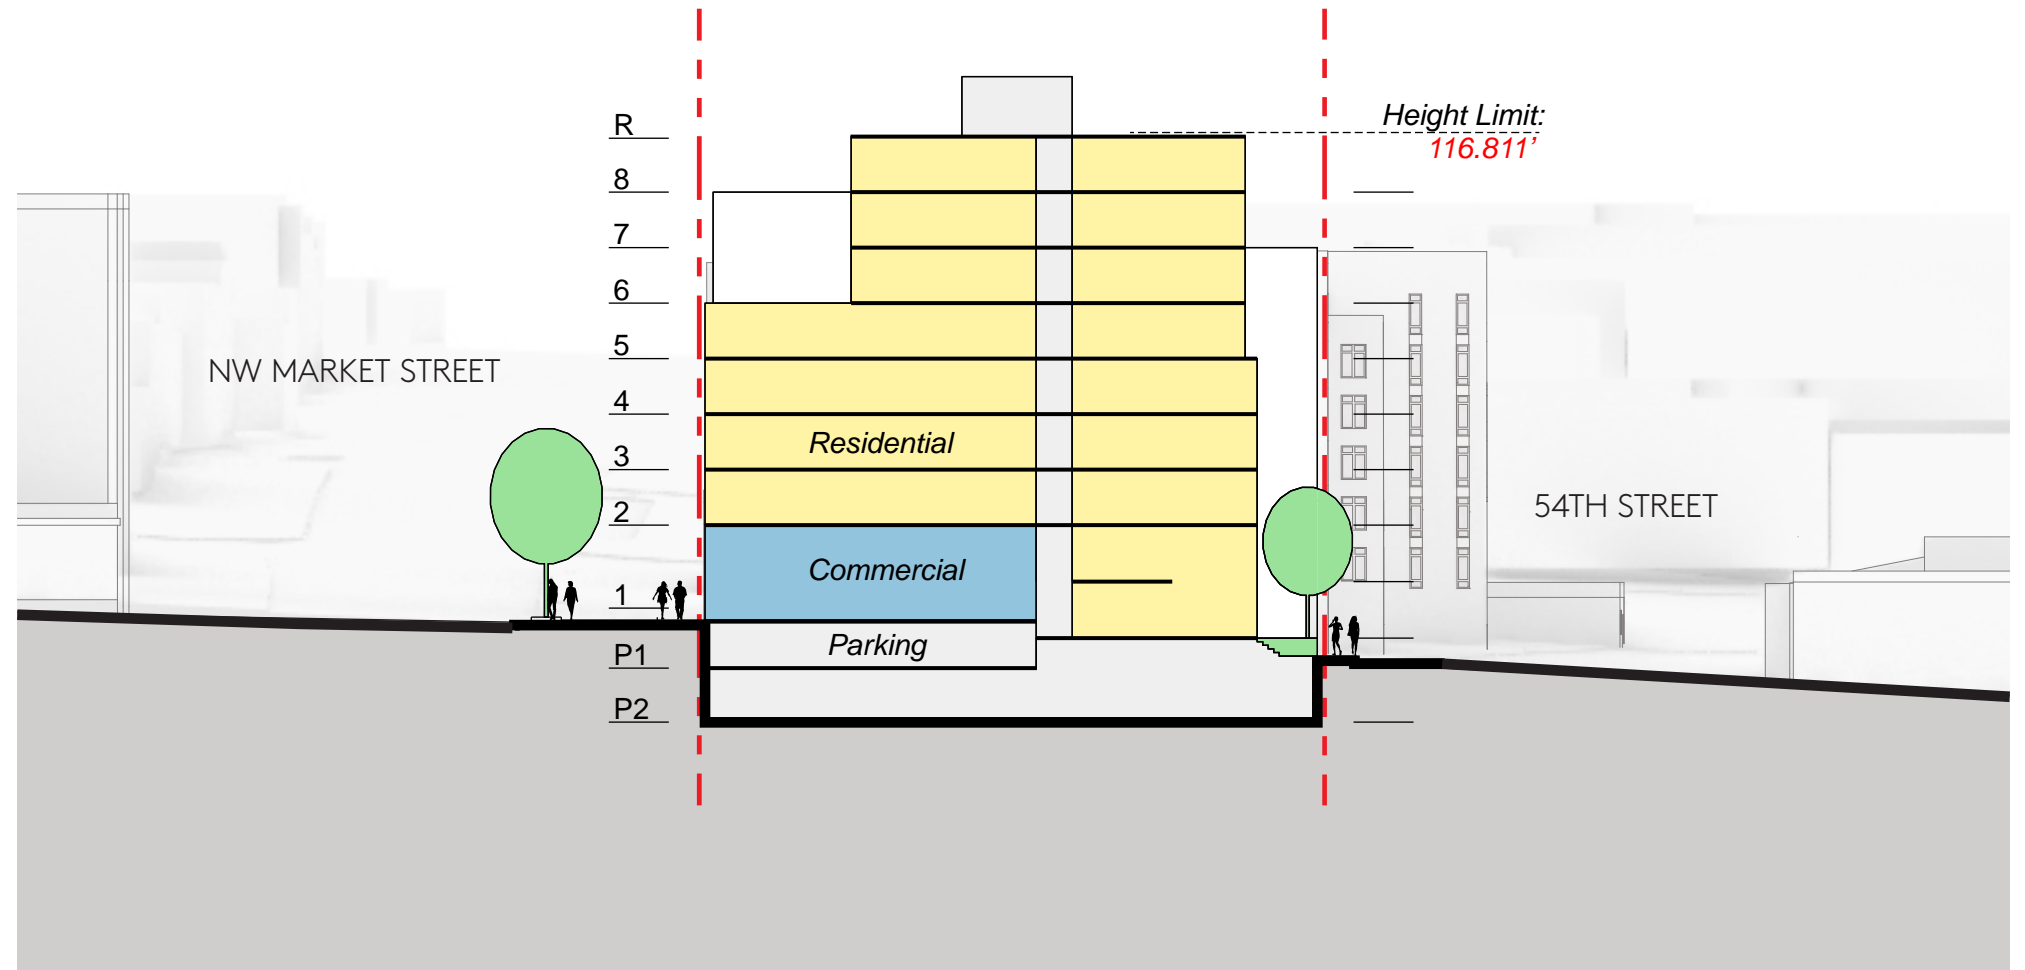 R
Height Limit:
116.811’
8
7
6
5
NW MARKET STREET
4
Residential
3
2
54TH STREET
Commercial
1
Parking
P1
P2